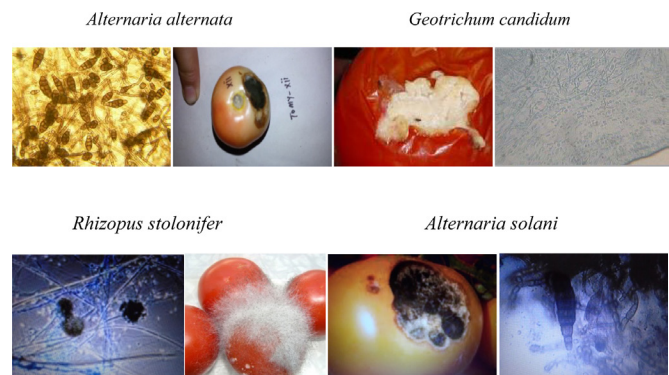 Alternaria alternata
Geotrichum candidum
Rhizopus stolonifer
Alternaria solani